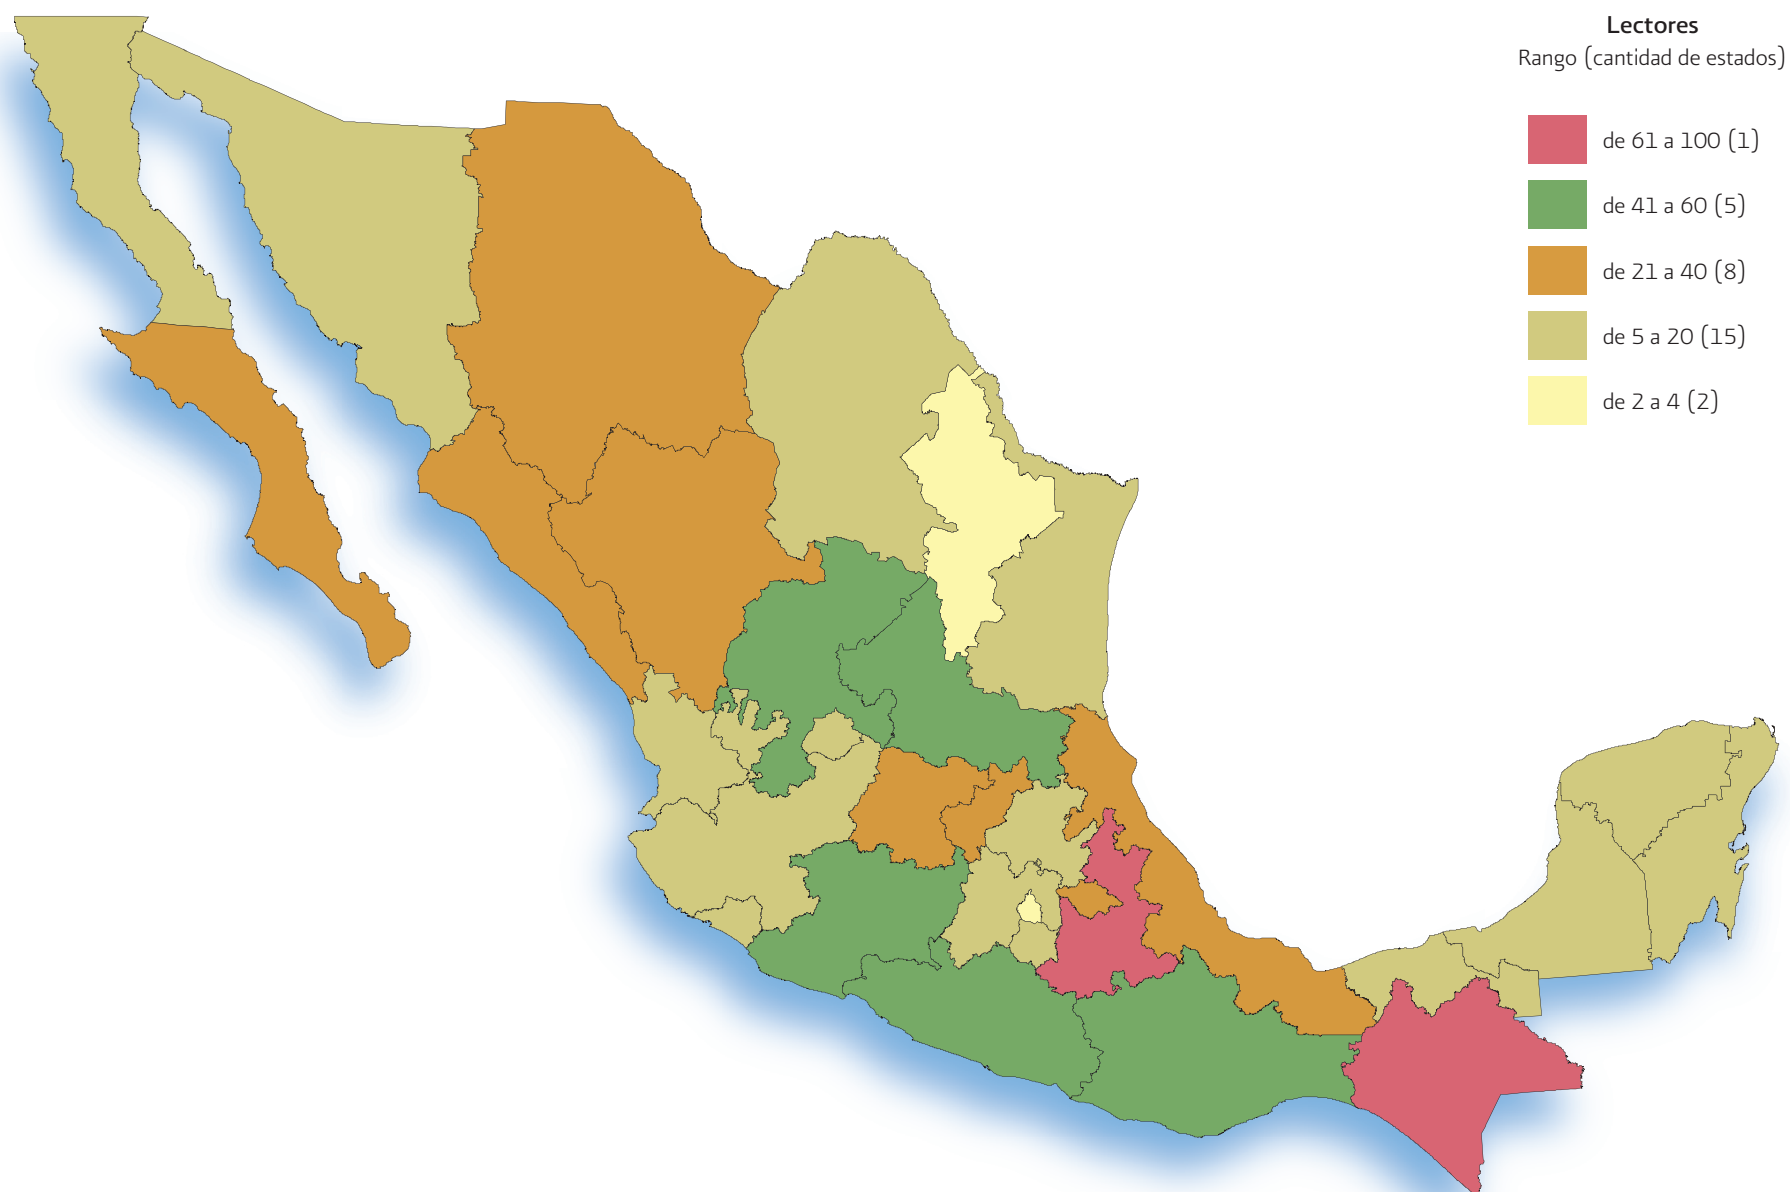 Lectores
Rango (cantidad de estados)
de 61 a 100 (1)
de 41 a 60 (5)
de 21 a 40 (8)
de 5 a 20 (15)
de 2 a 4 (2)